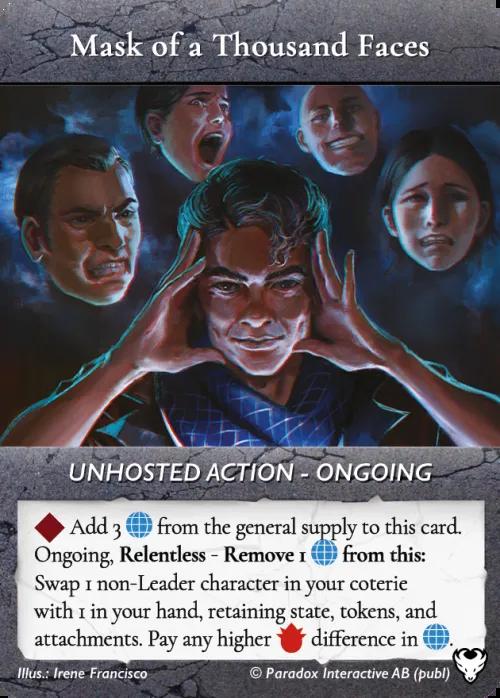 Mask of a Thousand Faces
UNHOSTED ACTION - ONGOING
Add 3 from the general supply to this card.
Ongoing, Relentless - Remove 1 from this:
Swap 1 non-Leader character in your coterie
with 1 in your hand, retaining state, tokens, and
attachments. Pay any higher difference in .
Illus.: Irene Francisco © Paradox Interactive AB (publ)